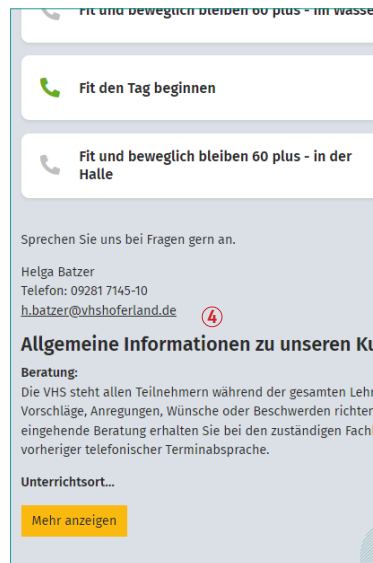 Fit und beweglich bleiben 60 plus - im Wasse
Fit den Tag beginnen
Fit und beweglich bleiben 60 plus - in der
Halle
Sprechen Sie uns bei Fragen gern an.
Helga Batzer
Telefon: 09281 7145-10
h.batzer@vhshoferland.de
4
Allgemeine Informationen zu unseren Ku
Beratung:
Die VHS steht allen Teilnehmern während der gesamten Lehr
Vorschläge, Anregungen, Wünsche oder Beschwerden richten
eingehende Beratung erhalten Sie bei den zuständigen Fach
vorheriger telefonischer Terminabsprache.
Unterrichtsort...
Mehr anzeigen